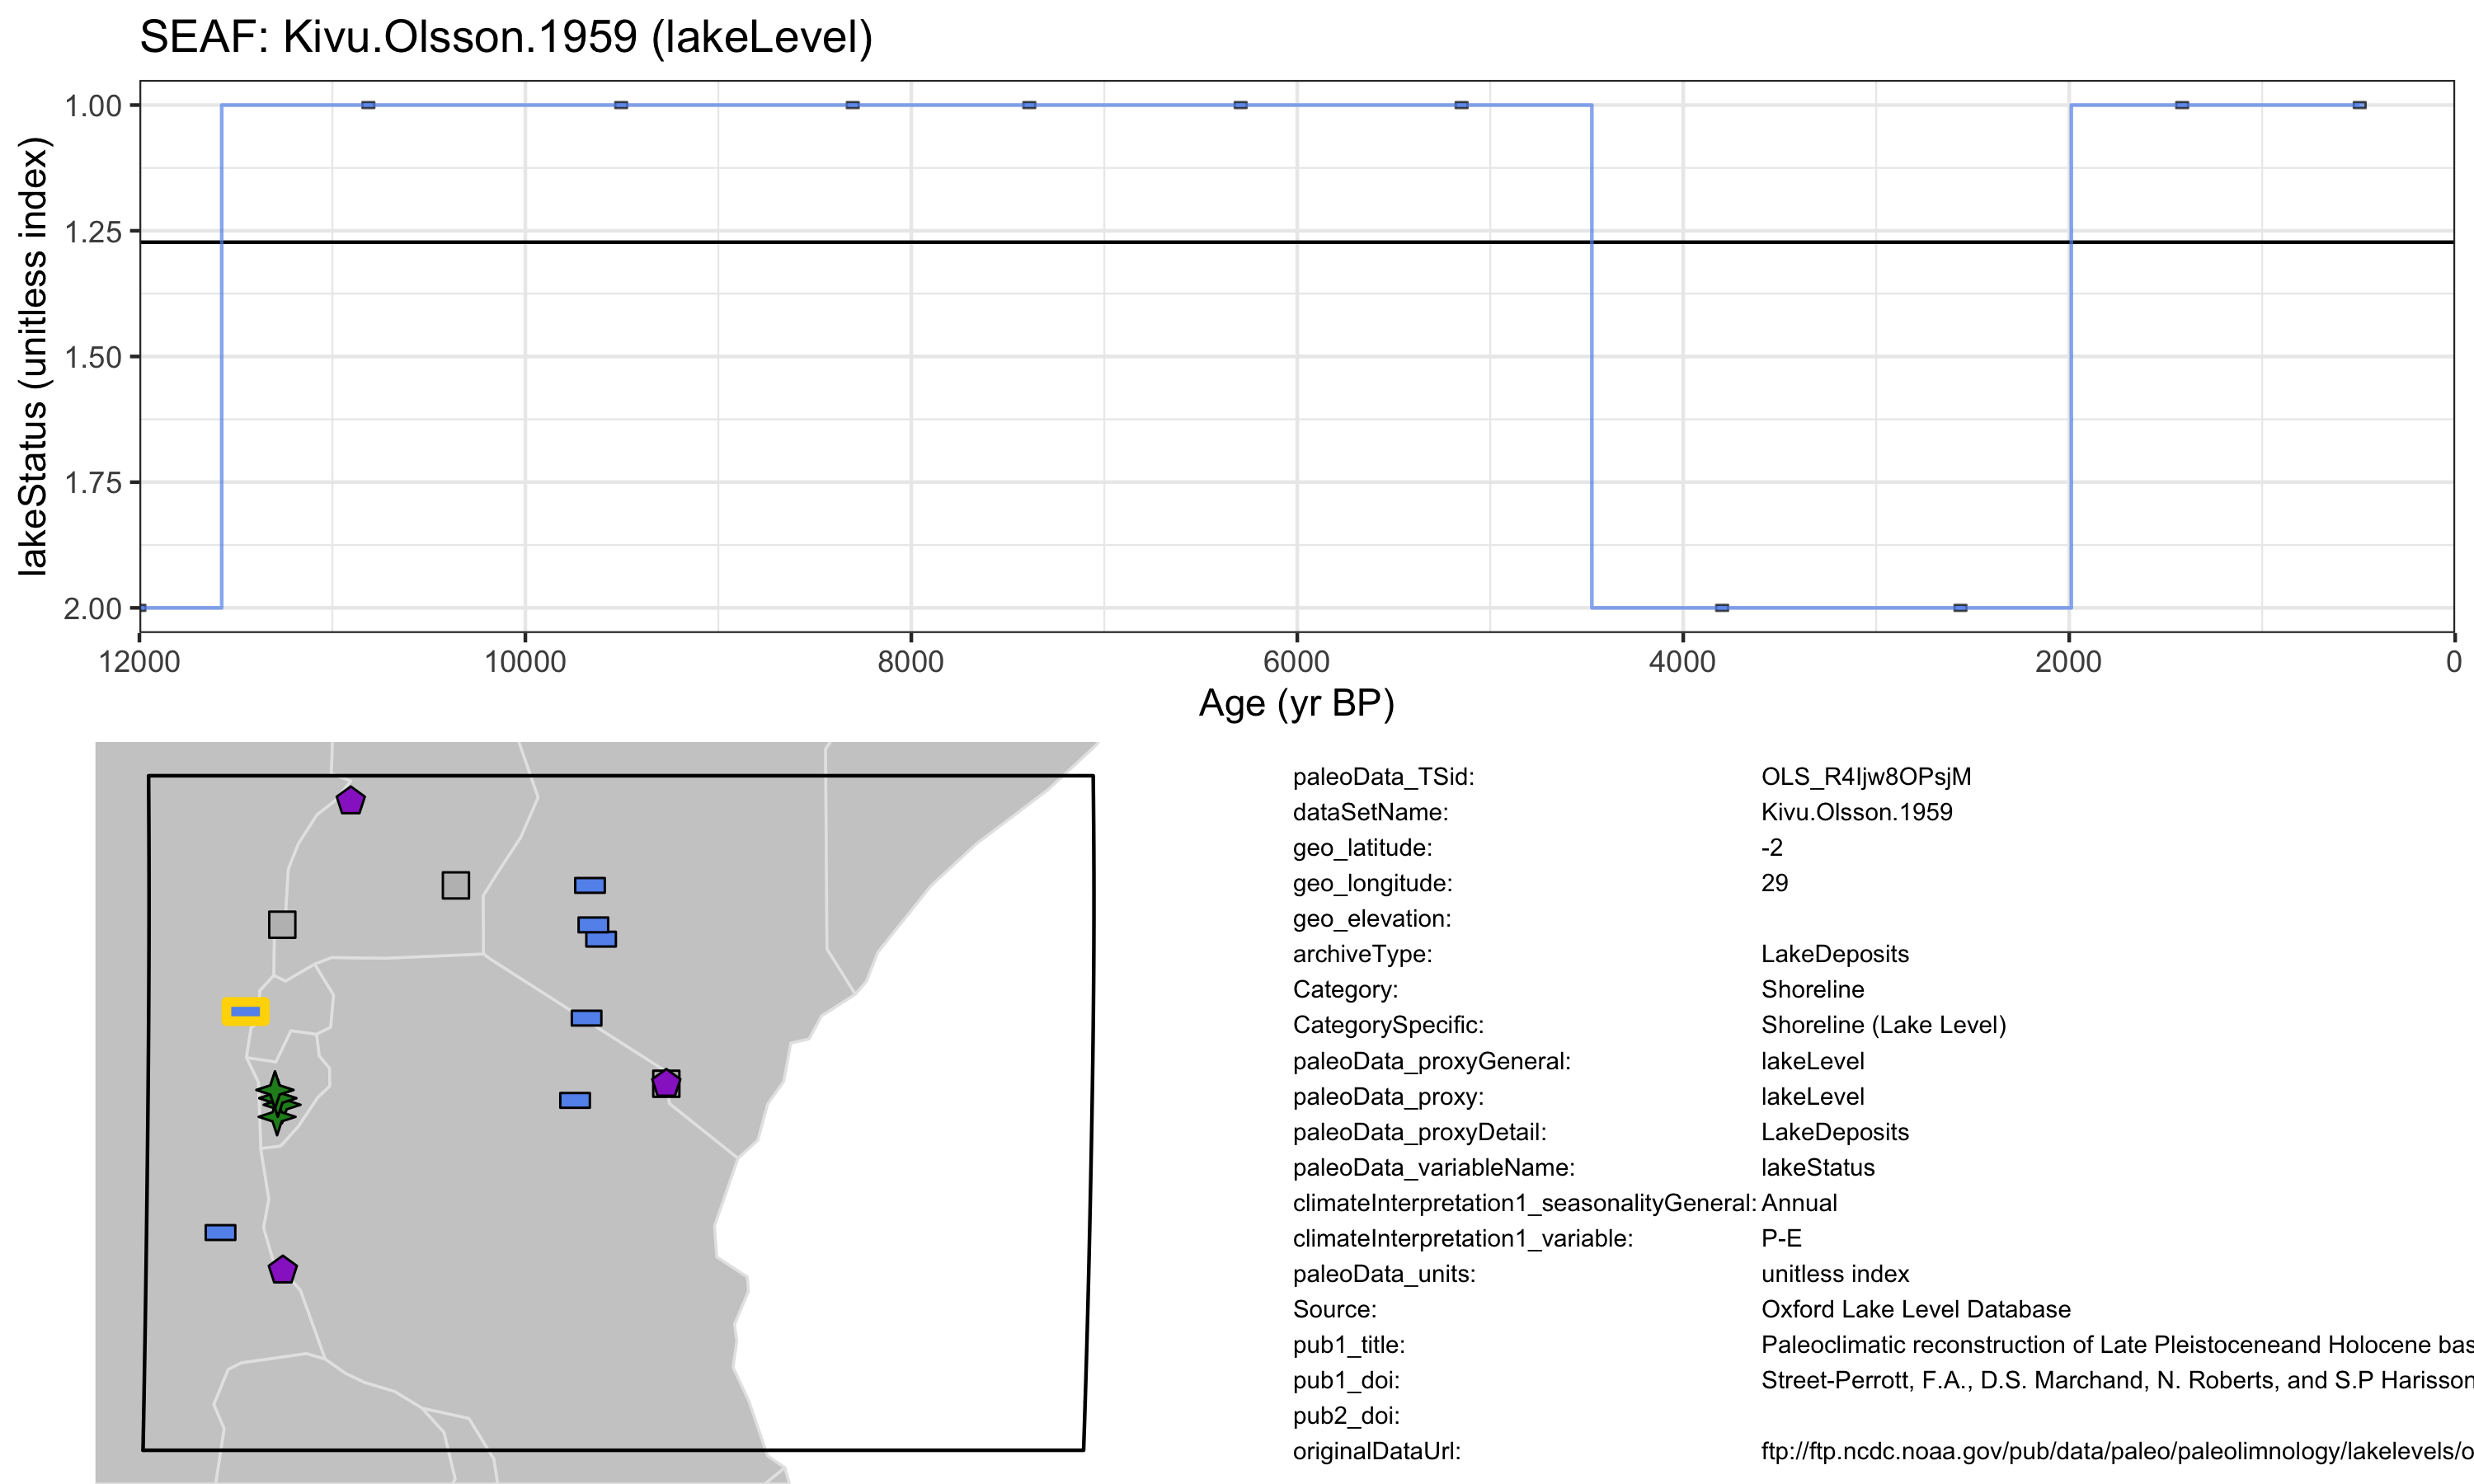 SEAF: Kivu.Olsson.1959 (lakeLevel)
lakeStatus (unitless index)
1.00
1.25
1.50
1.75
2.00
12000 10000 8000 6000 4000 2000 0
Age (yr BP)
paleoData_TSid: OLS_R4Ijw8OPsjM
dataSetName: Kivu.Olsson.1959
geo_latitude: -2
geo_longitude: 29
geo_elevation:
archiveType: LakeDeposits
Category: Shoreline
CategorySpecific: Shoreline (Lake Level)
paleoData_proxyGeneral: lakeLevel
paleoData_proxy: lakeLevel
paleoData_proxyDetail: LakeDeposits
paleoData_variableName: lakeStatus
climateInterpretation1_seasonalityGeneral: Annual
climateInterpretation1_variable: P-E
paleoData_units: unitless index
Source: Oxford Lake Level Database
pub1_title: Paleoclimatic reconstruction of Late Pleistoceneand Holocene bas
pub1_doi: Street-Perrott, F.A., D.S. Marchand, N. Roberts, and S.P Harisson
pub2_doi:
originalDataUrl: ftp://ftp.ncdc.noaa.gov/pub/data/paleo/paleolimnology/lakelevels/o